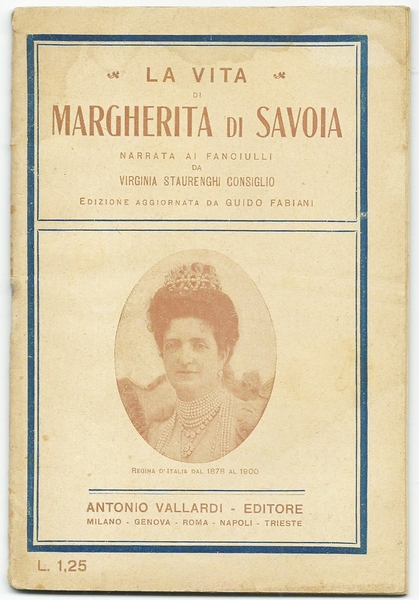 LA VITA
DI
MARGHERITA DI SAVOIA
NARRATA AI FANCIULLI
DA
VIRGINIA STAURENGHI CONSIGLIO
EDIZIONE AGGIORNATA DA GUIDO FABIANI
REGINA D'ITALIA DAL 1878 AL 1900
ANTONIO VALLARDI - EDITORE
MILANO - GENOVA - ROMA - NAPOLI - TRIESTE
L. 1,25